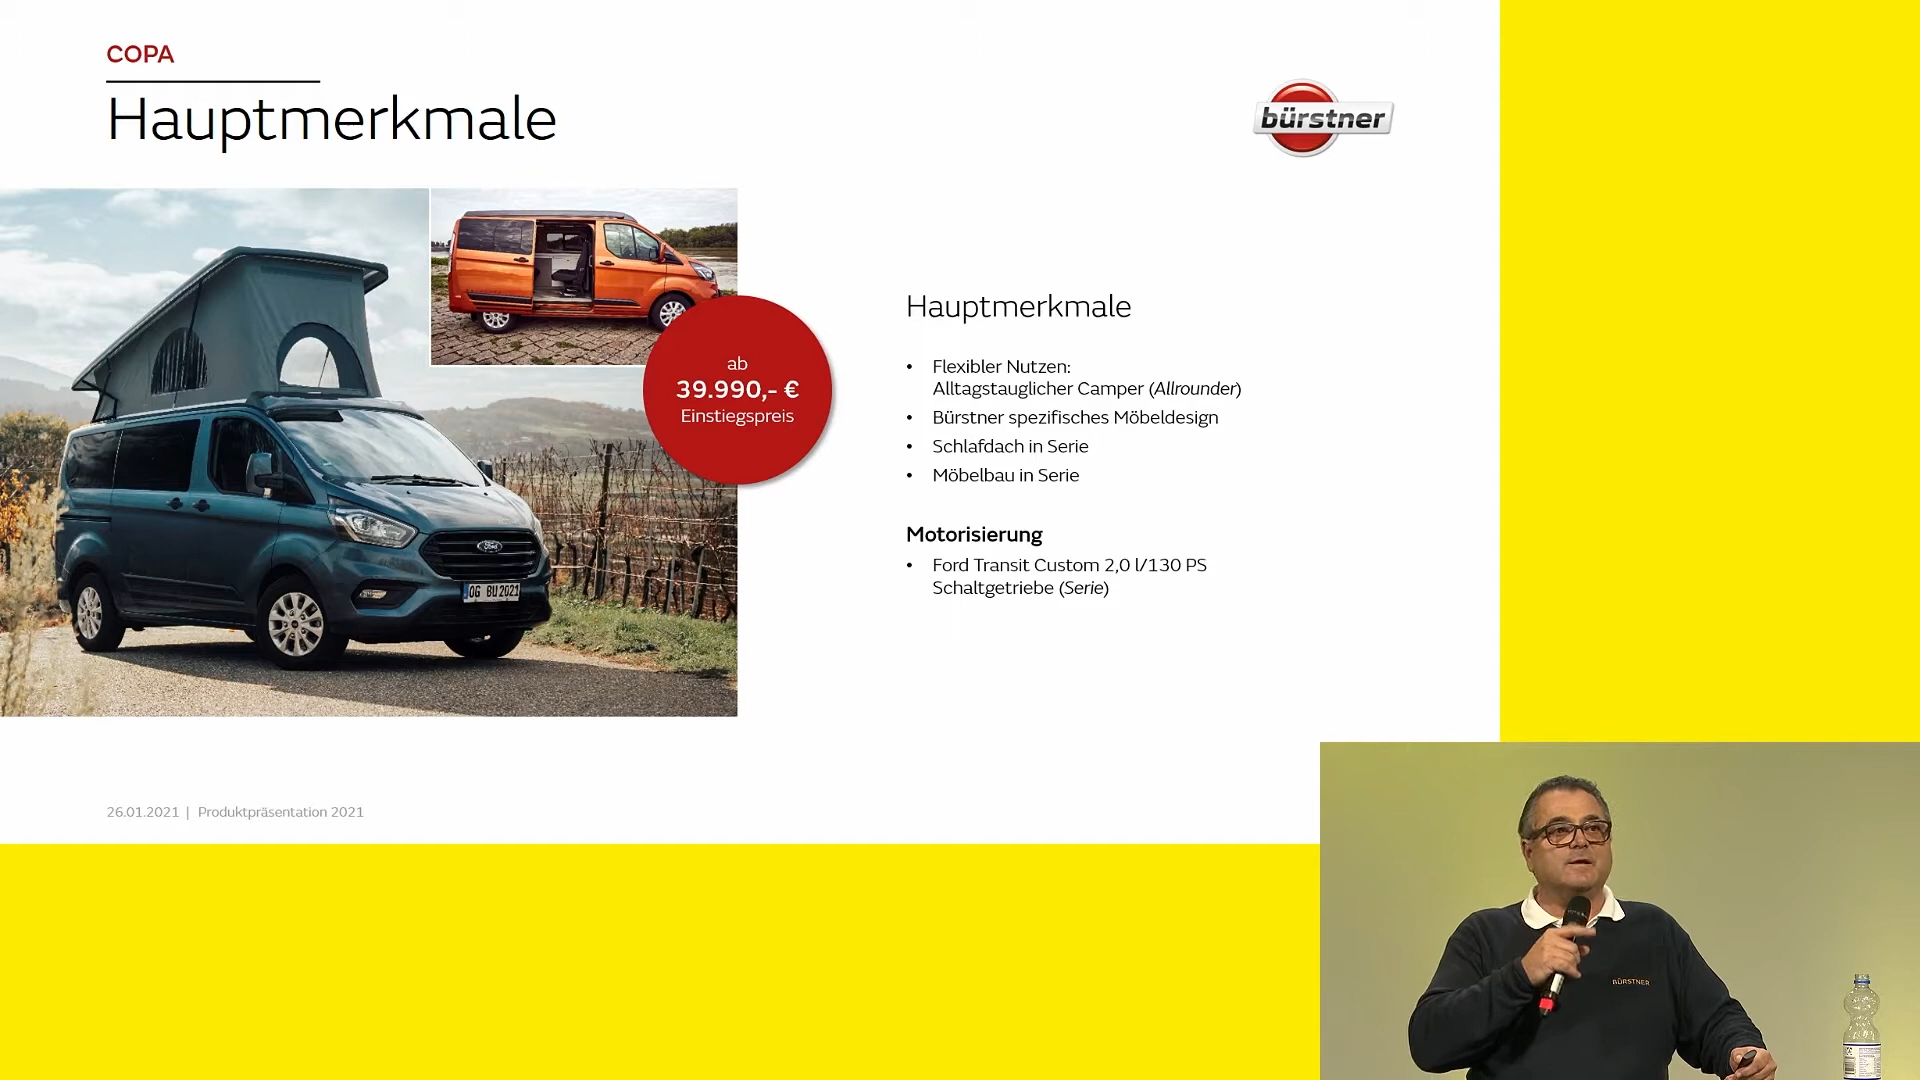 COPA
Hauptmerkmale
bürstner
ab
39.990,- €
Einstiegspreis
Hauptmerkmale
• Flexibler Nutzen:
Alltagstauglicher Camper (Allrounder)
• Bürstner spezifisches Möbeldesign
• Schlafdach in Serie
• Möbelbau in Serie
Motorisierung
• Ford Transit Custom 2,0 l/130 PS
Schaltgetriebe (Serie)
Ford
OG BU 2021
26.01.2021 | Produktpräsentation 2021
BÜRSTNER